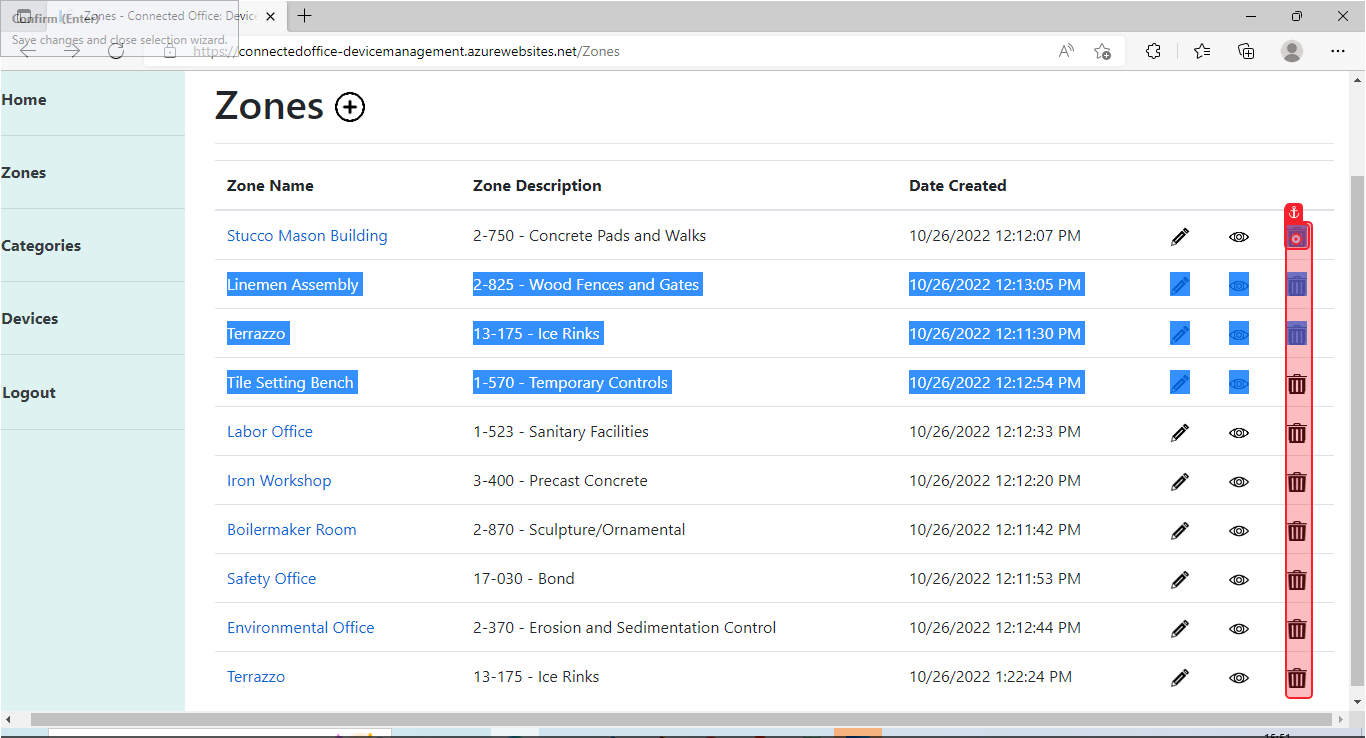 Confirm (Enter)
Zones - Connected Office: Device
Save changes and close selection wizard.
https://connectedoffice-devicemanagement.azurewebsites.net/Zones
Home
Zones
Categories
Devices
Logout
Zones
Zone Name Zone Description Date Created
Stucco Mason Building 2-750 - Concrete Pads and Walks 10/26/2022 12:12:07 PM
Linemen Assembly 2-825 - Wood Fences and Gates 10/26/2022 12:13:05 PM
Terrazzo 13-175 - Ice Rinks 10/26/2022 12:11:30 PM
Tile Setting Bench 1-570 - Temporary Controls 10/26/2022 12:12:54 PM
Labor Office 1-523 - Sanitary Facilities 10/26/2022 12:12:33 PM
Iron Workshop 3-400 - Precast Concrete 10/26/2022 12:12:20 PM
Boilermaker Room 2-870 - Sculpture/Ornamental 10/26/2022 12:11:42 PM
Safety Office 17-030 - Bond 10/26/2022 12:11:53 PM
Environmental Office 2-370 - Erosion and Sedimentation Control 10/26/2022 12:12:44 PM
Terrazzo 13-175 - Ice Rinks 10/26/2022 1:22:24 PM